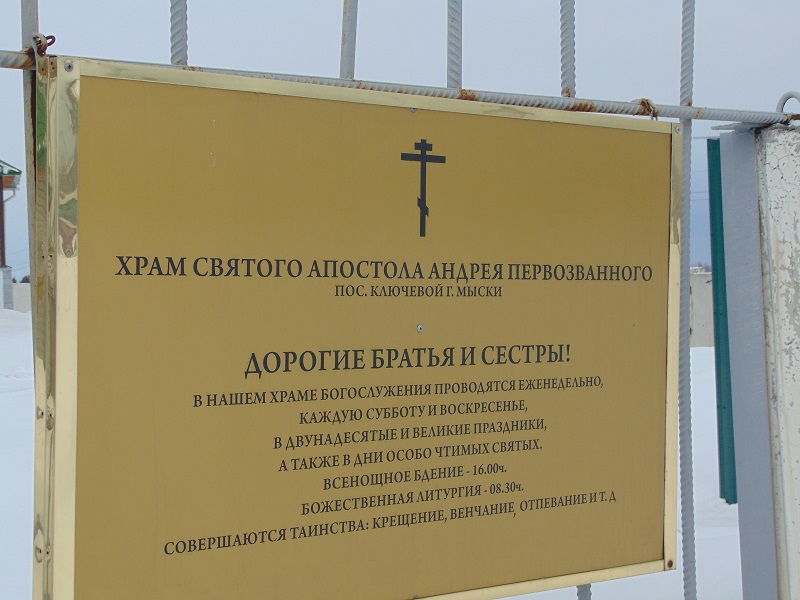 ХРАМ СВЯТОГО АПОСТОЛА АНДРЕЯ ПЕРВОЗВАННОГО
ПОС. КЛЮЧЕВОЙ Г. МЫСКИ
ДОРОГИЕ БРАТЬЯ И СЕСТРЫ!
В НАШЕМ ХРАМЕ БОГОСЛУЖЕНИЯ ПРОВОДЯТСЯ ЕЖЕНЕДЕЛЬНО,
КАЖДУЮ СУББОТУ И ВОСКРЕСЕНЬЕ,
В ДВУНАДЕСЯТЫЕ И ВЕЛИКИЕ ПРАЗДНИКИ,
А ТАКЖЕ В ДНИ ОСОБО ЧТИМЫХ СВЯТЫХ.
ВСЕНОЩНОЕ БДЕНИЕ - 16.00ч.
БОЖЕСТВЕННАЯ ЛИТУРГИЯ - 08.30ч.
СОВЕРШАЮТСЯ ТАИНСТВА: КРЕЩЕНИЕ, ВЕНЧАНИЕ, ОТПЕВАНИЕ И Т. Д